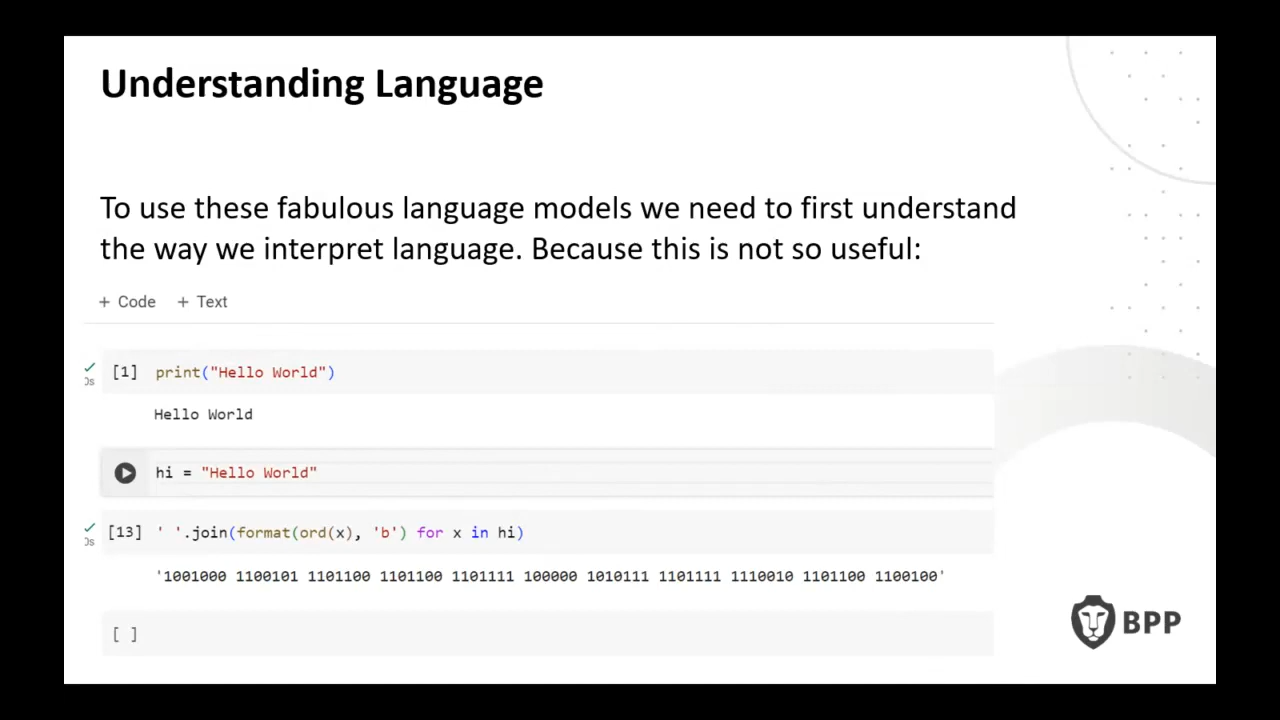 Understanding Language
To use these fabulous language models we need to first understand
the way we interpret language. Because this is not so useful:
+ Code + Text
[1] print("Hello World")
0s
Hello World
hi = "Hello World"
[13] ' '.join(format(ord(x), 'b') for x in hi)
0s
'1001000 1100101 1101100 1101100 1101111 100000 1010111 1101111 1110010 1101100 1100100'
[ ]
BPP